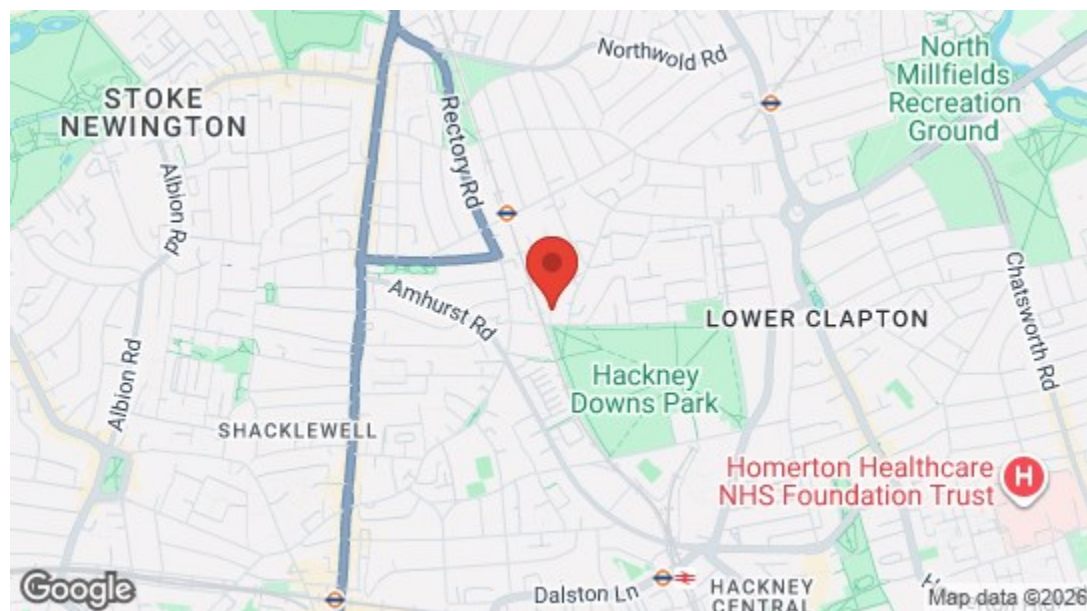 Northwold Rd
North
Millfields
Recreation
Ground
STOKE
NEWINGTON
Rectory Rd
Albion Rd
Chatsworth Rd
Amhurst Rd
LOWER CLAPTON
Albion Rd
Hackney
Downs Park
SHACKLEWELL
Homerton Healthcare
NHS Foundation Trust
H
Google
Dalston Ln
HACKNEY
CENTRAL
Map data ©2026